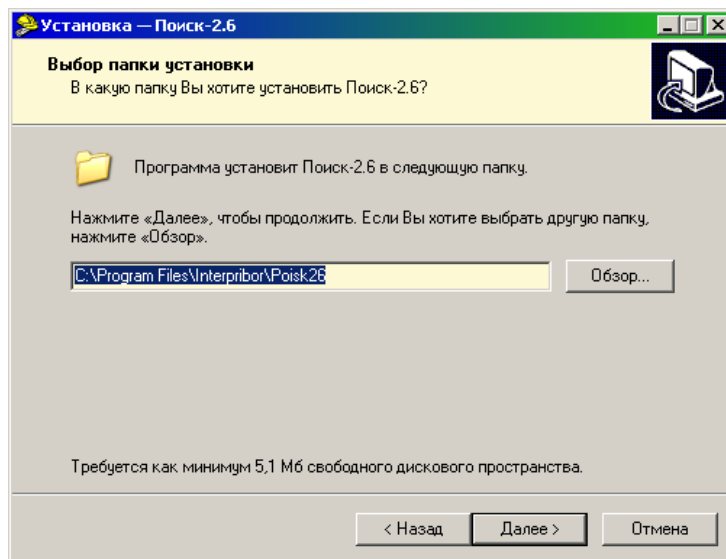 Установка — Поиск-2.6
Выбор папки установки
В какую папку Вы хотите установить Поиск-2.6?
Программа установит Поиск-2.6 в следующую папку.
Нажмите «Далее», чтобы продолжить. Если Вы хотите выбрать другую папку,
нажмите «Обзор».
C:\Program Files\Interpribor\Poisk26
Обзор...
Требуется как минимум 5,1 Мб свободного дискового пространства.
< Назад
Далее >
Отмена